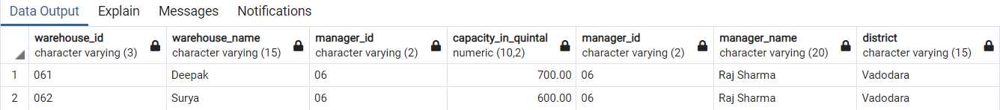 Data Output Explain Messages Notifications
warehouse_id warehouse_name manager_id capacity_in_quintal manager_id manager_name district
character varying (3) character varying (15) character varying (2) numeric (10,2) character varying (2) character varying (20) character varying (15)
1 061 Deepak 06 700.00 06 Raj Sharma Vadodara
2 062 Surya 06 600.00 06 Raj Sharma Vadodara